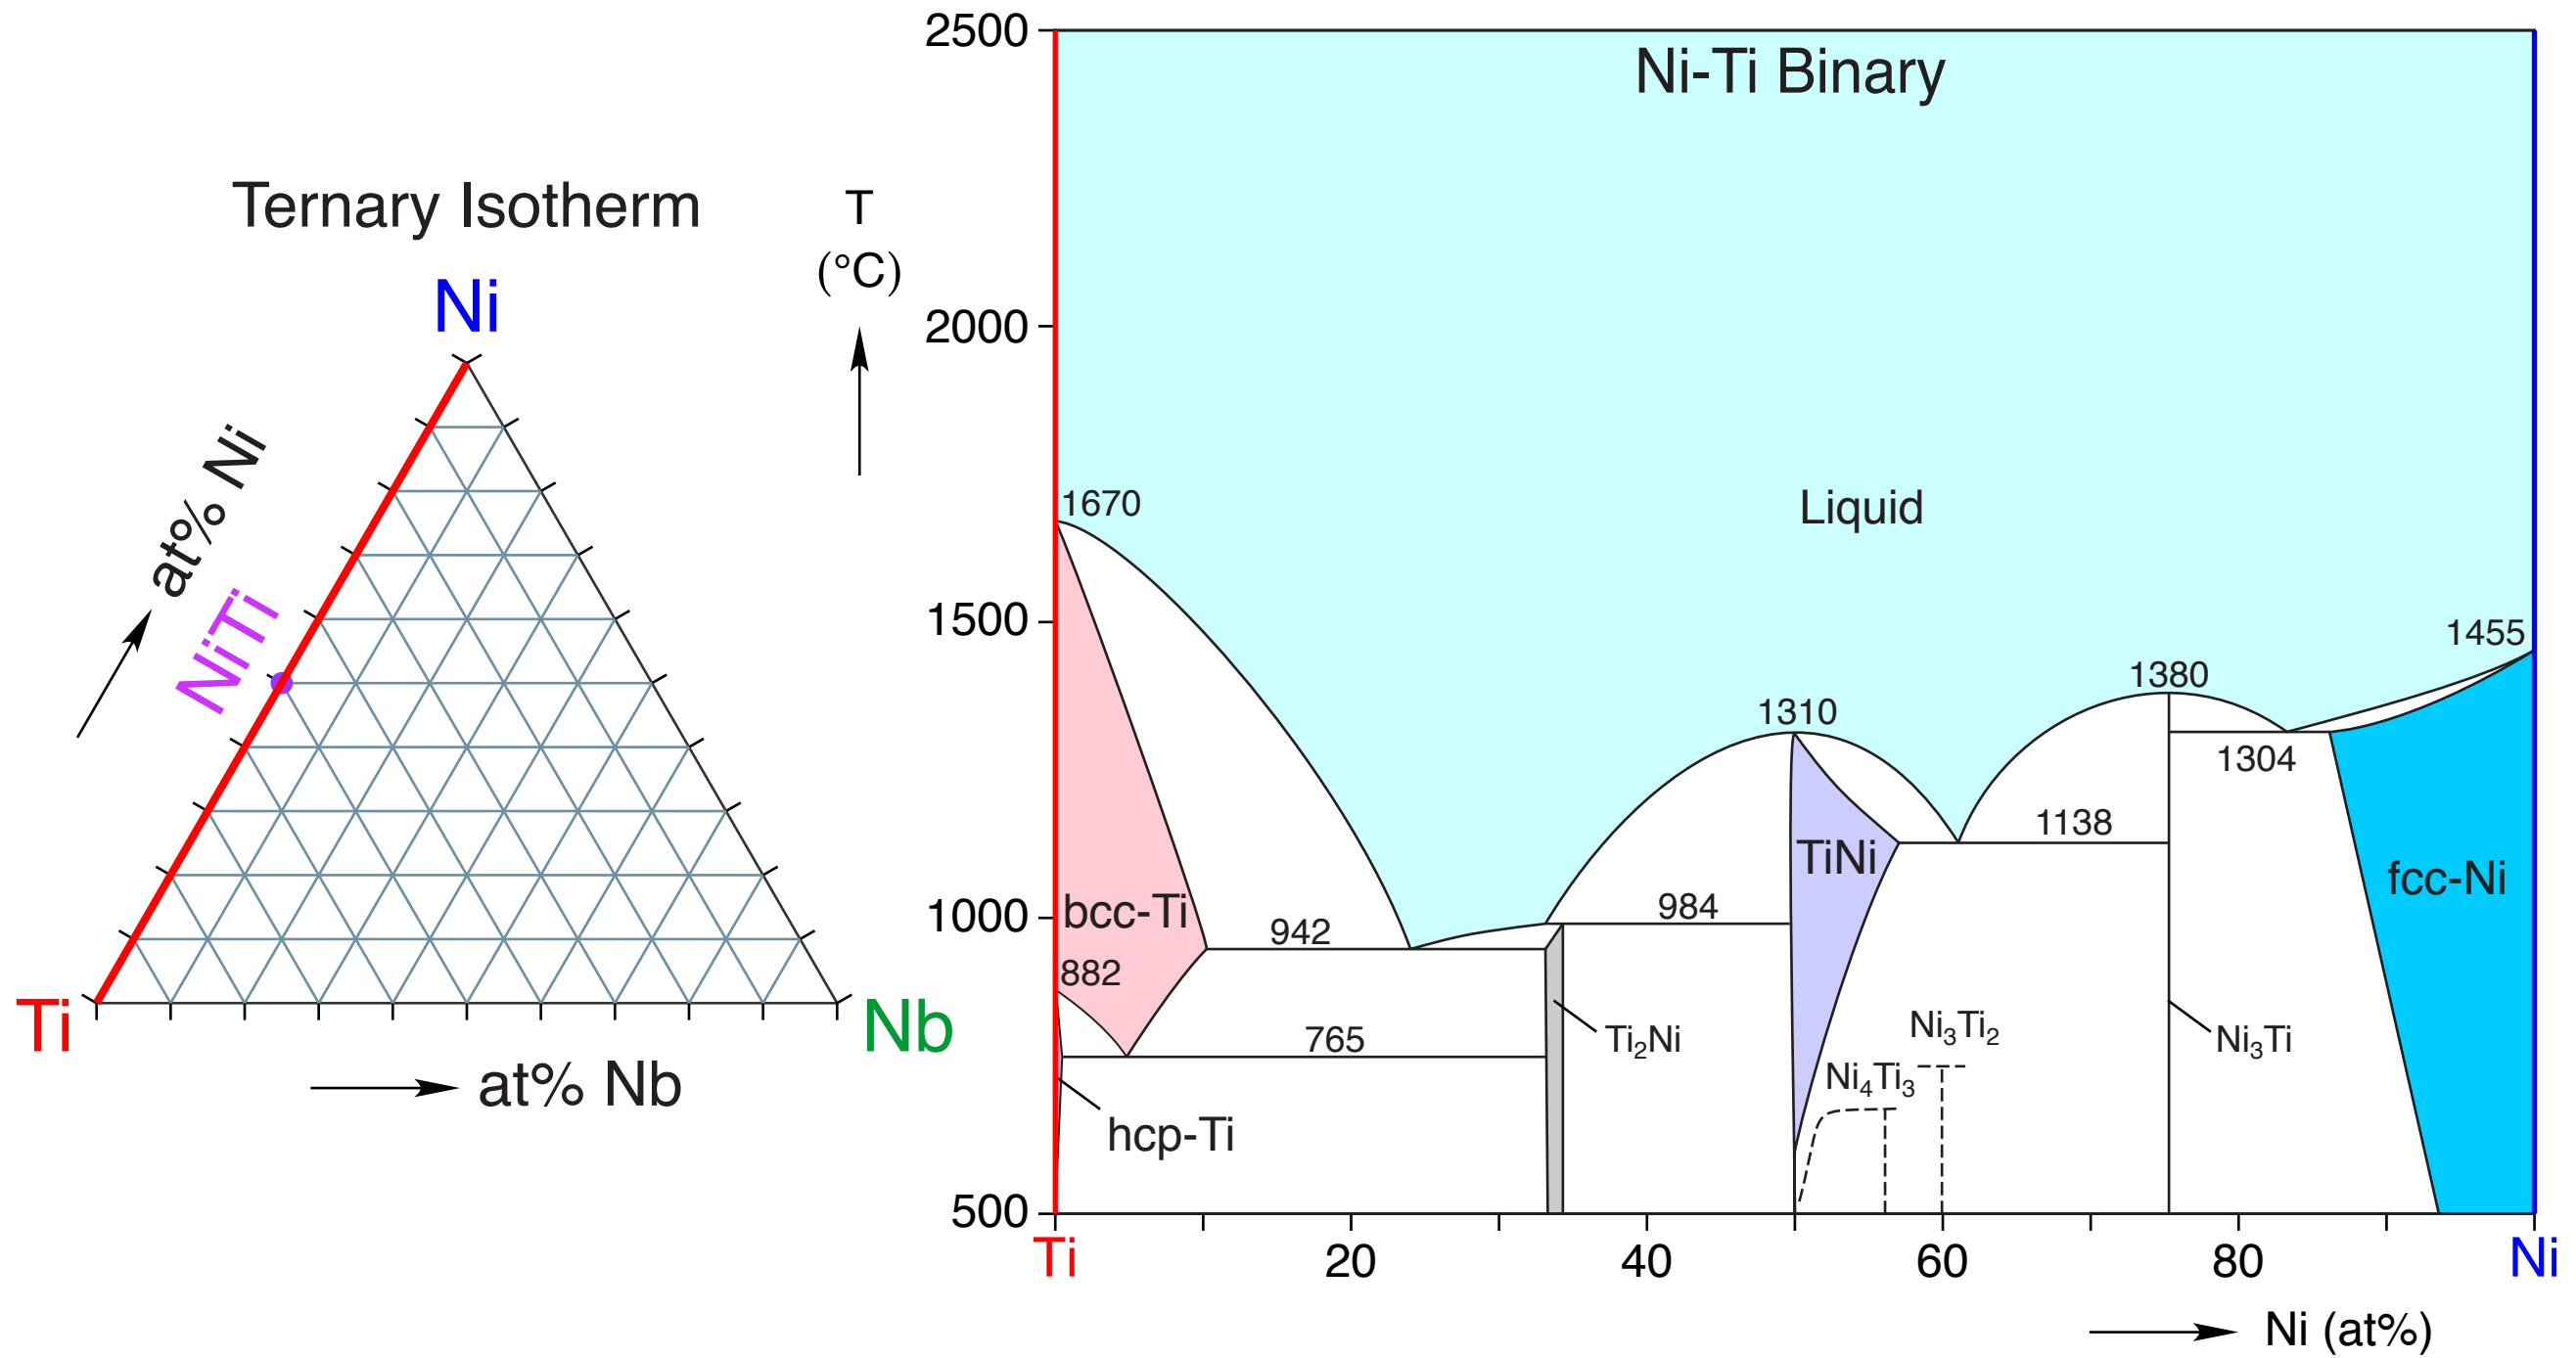 Ternary Isotherm
Ni
at% Ni
NiTi
Ti
Nb
at% Nb
T
(°C)
2500
2000
1500
1000
500
Ni-Ti Binary
Liquid
1670
1455
1380
1310
1304
1138
TiNi
bcc-Ti
fcc-Ni
984
942
882
765
Ti₂Ni
Ni₃Ti₂
Ni₃Ti
Ni₄Ti₃
hcp-Ti
Ti
20
40
60
80
Ni
Ni (at%)